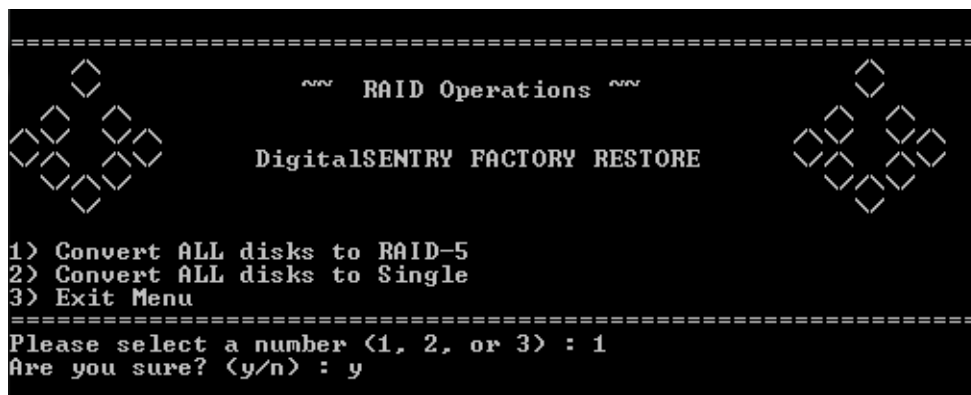 ~~ RAID Operations ~~
DigitalSENTRY FACTORY RESTORE
1) Convert ALL disks to RAID-5
2) Convert ALL disks to Single
3) Exit Menu
Please select a number (1, 2, or 3) : 1
Are you sure? (y/n) : y